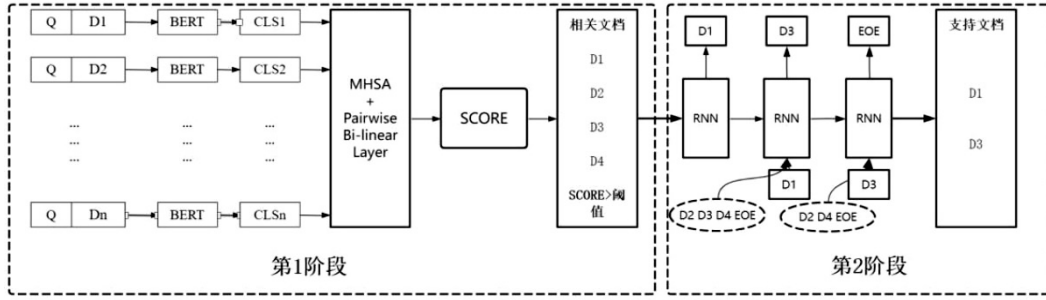 Q D1 BERT CLS1
Q D2 BERT CLS2
... ... ...
... ... ...
... ... ...
Q Dn BERT CLSn
MHSA
+
Pairwise
Bi-linear
Layer
SCORE
相关文档
D1
D2
D3
D4
SCORE>阈
值
第1阶段
D1 D3 EOE
RNN RNN RNN
D1 D3
D2 D3 D4 EOE
D2 D4 EOE
支持文档
D1
D3
第2阶段